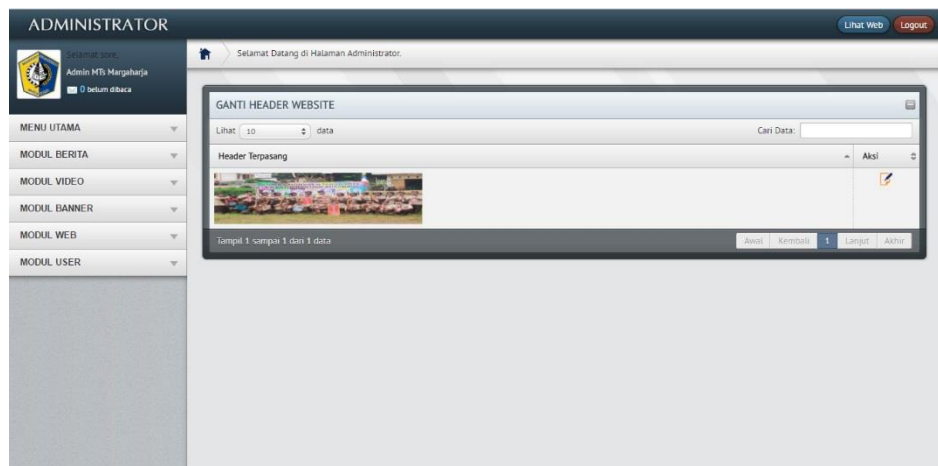 ADMINISTRATOR
Lihat Web
Logout
Selamat sore,
Admin MTs Margaharja
0 belum dibaca
Selamat Datang di Halaman Administrator.
MENU UTAMA
MODUL BERITA
MODUL VIDEO
MODUL BANNER
MODUL WEB
MODUL USER
GANTI HEADER WEBSITE
Lihat 10 data
Cari Data:
Header Terpasang
Aksi
Tampil 1 sampai 1 dari 1 data
Awal Kembali 1 Lanjut Akhir